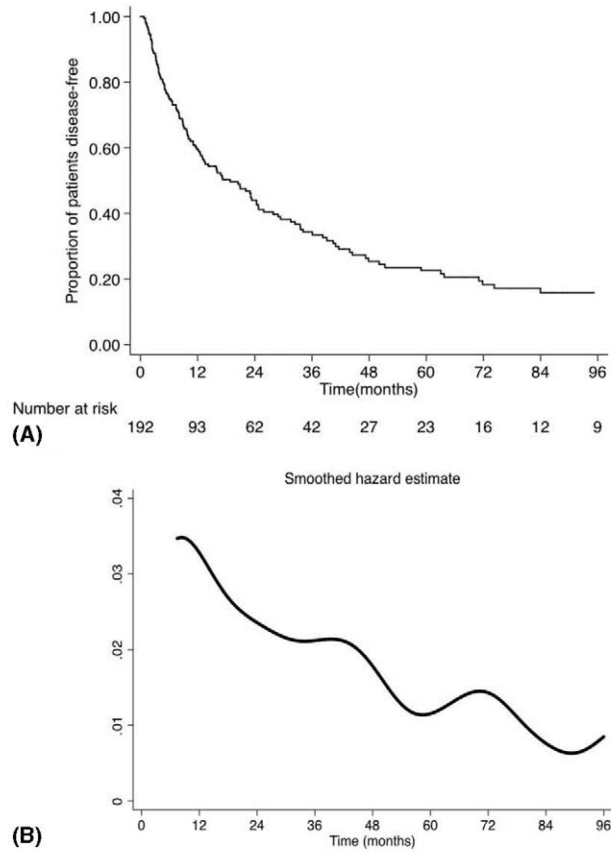 1.00
0.80
0.60
0.40
0.20
0.00
Proportion of patients disease-free
0 12 24 36 48 60 72 84 96
Time(months)
Number at risk
192 93 62 42 27 23 16 12 9
(A)
Smoothed hazard estimate
.04
.03
.02
.01
0
0 12 24 36 48 60 72 84 96
Time (months)
(B)